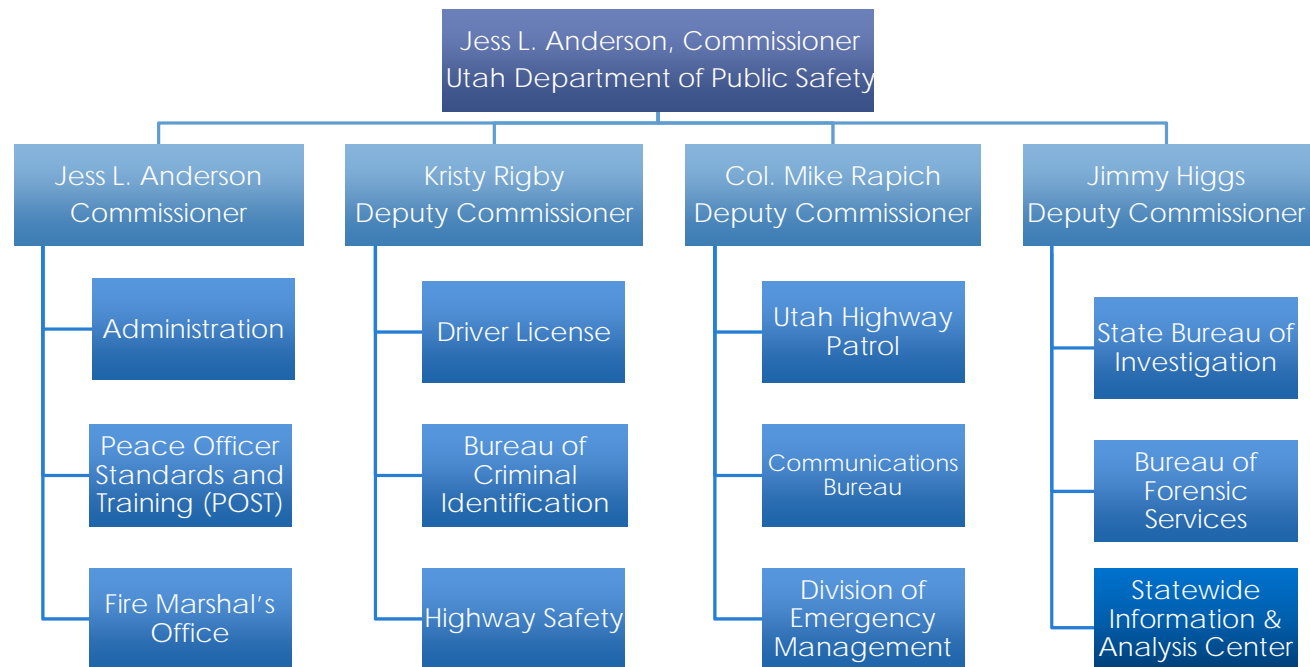 Jess L. Anderson, Commissioner
Utah Department of Public Safety
Jess L. Anderson
Commissioner
Kristy Rigby
Deputy Commissioner
Col. Mike Rapich
Deputy Commissioner
Jimmy Higgs
Deputy Commissioner
Administration
Peace Officer
Standards and
Training (POST)
Fire Marshal's
Office
Driver License
Bureau of
Criminal
Identification
Highway Safety
Utah Highway
Patrol
Communications
Bureau
Division of
Emergency
Management
State Bureau of
Investigation
Bureau of
Forensic
Services
Statewide
Information &
Analysis Center